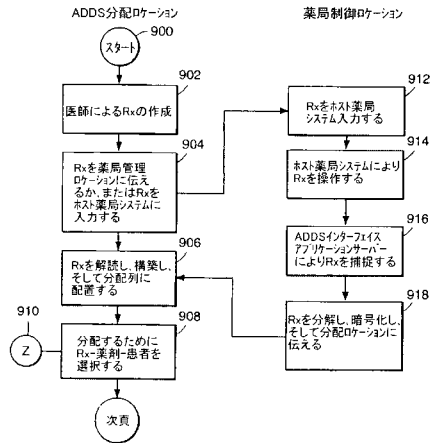 ADDS分配ロケーション
薬局制御ロケーション
900
スタート
902
医師によるRxの作成
904
Rxを薬局管理
ロケーションに伝え
るか、またはRxを
ホスト薬局システムに
入力する
906
Rxを解読し、構築し、
そして分配列に
配置する
908
910
Z
分配するために
Rx-薬剤-患者を
選択する
次頁
912
Rxをホスト薬局
システム入力する
914
ホスト薬局システムにより
Rxを操作する
916
ADDSインターフェイス
アプリケーションサーバー
によりRxを捕捉する
918
Rxを分解し、暗号化し、
そして分配ロケーションに
伝える